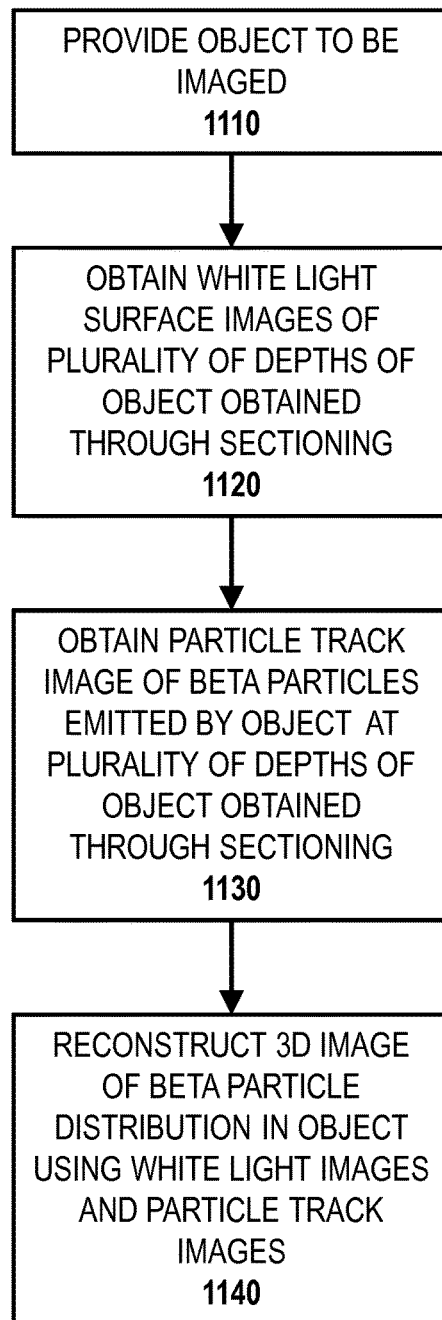 PROVIDE OBJECT TO BE
IMAGED
1110
OBTAIN WHITE LIGHT
SURFACE IMAGES OF
PLURALITY OF DEPTHS OF
OBJECT OBTAINED
THROUGH SECTIONING
1120
OBTAIN PARTICLE TRACK
IMAGE OF BETA PARTICLES
EMITTED BY OBJECT AT
PLURALITY OF DEPTHS OF
OBJECT OBTAINED
THROUGH SECTIONING
1130
RECONSTRUCT 3D IMAGE
OF BETA PARTICLE
DISTRIBUTION IN OBJECT
USING WHITE LIGHT IMAGES
AND PARTICLE TRACK
IMAGES
1140